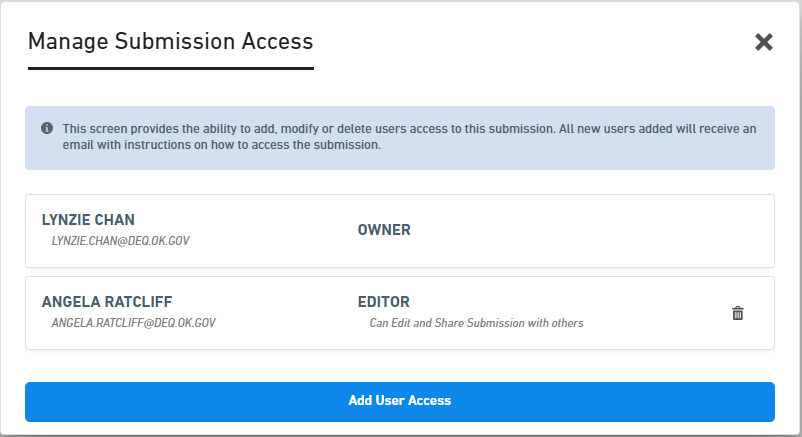 Manage Submission Access
This screen provides the ability to add, modify or delete users access to this submission. All new users added will receive an
email with instructions on how to access the submission.
LYNZIE CHAN
LYNZIE.CHAN@DEQ.OK.GOV
OWNER
ANGELA RATCLIFF
ANGELA.RATCLIFF@DEQ.OK.GOV
EDITOR
Can Edit and Share Submission with others
Add User Access